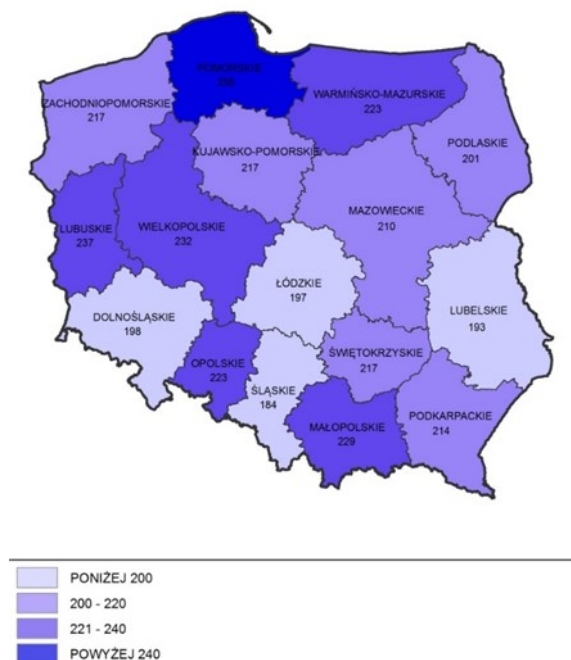 POMORSKIE
ZACHODNIOPOMORSKIE
217
WARMIŃSKO-MAZURSKIE
223
KUJAWSKO-POMORSKIE
217
PODLASKIE
201
LUBUSKIE
237
WIELKOPOLSKIE
232
MAZOWIECKIE
210
ŁÓDZKIE
197
DOLNOŚLĄSKIE
198
LUBELSKIE
193
OPOLSKIE
223
ŚLĄSKIE
184
ŚWIĘTOKRZYSKIE
217
MAŁOPOLSKIE
229
PODKARPACKIE
214
PONIŻEJ 200
200 - 220
221 - 240
POWYŻEJ 240